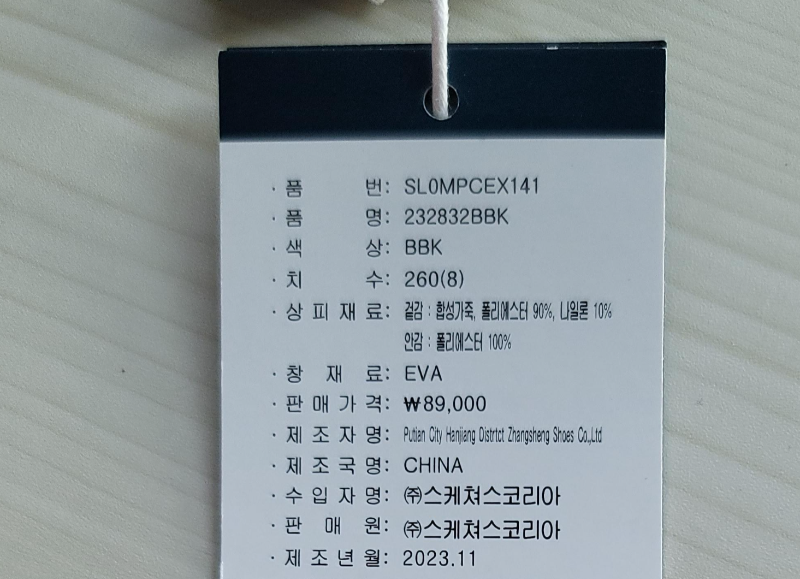 · 품 번: SL0MPCEX141
· 품 명: 232832BBK
· 색 상: BBK
· 치 수: 260(8)
· 상 피 재 료: 겉감 : 합성가죽, 폴리에스터 90%, 나일론 10%
안감 : 폴리에스터 100%
· 창 재 료: EVA
· 판 매 가 격: ₩89,000
· 제 조 자 명: Putian City Hanjiang Distrtct Zhangsheng Shoes Co.,Ltd
· 제 조 국 명: CHINA
· 수 입 자 명: ㈜스케쳐스코리아
· 판 매 원: ㈜스케쳐스코리아
· 제 조 년 월: 2023.11